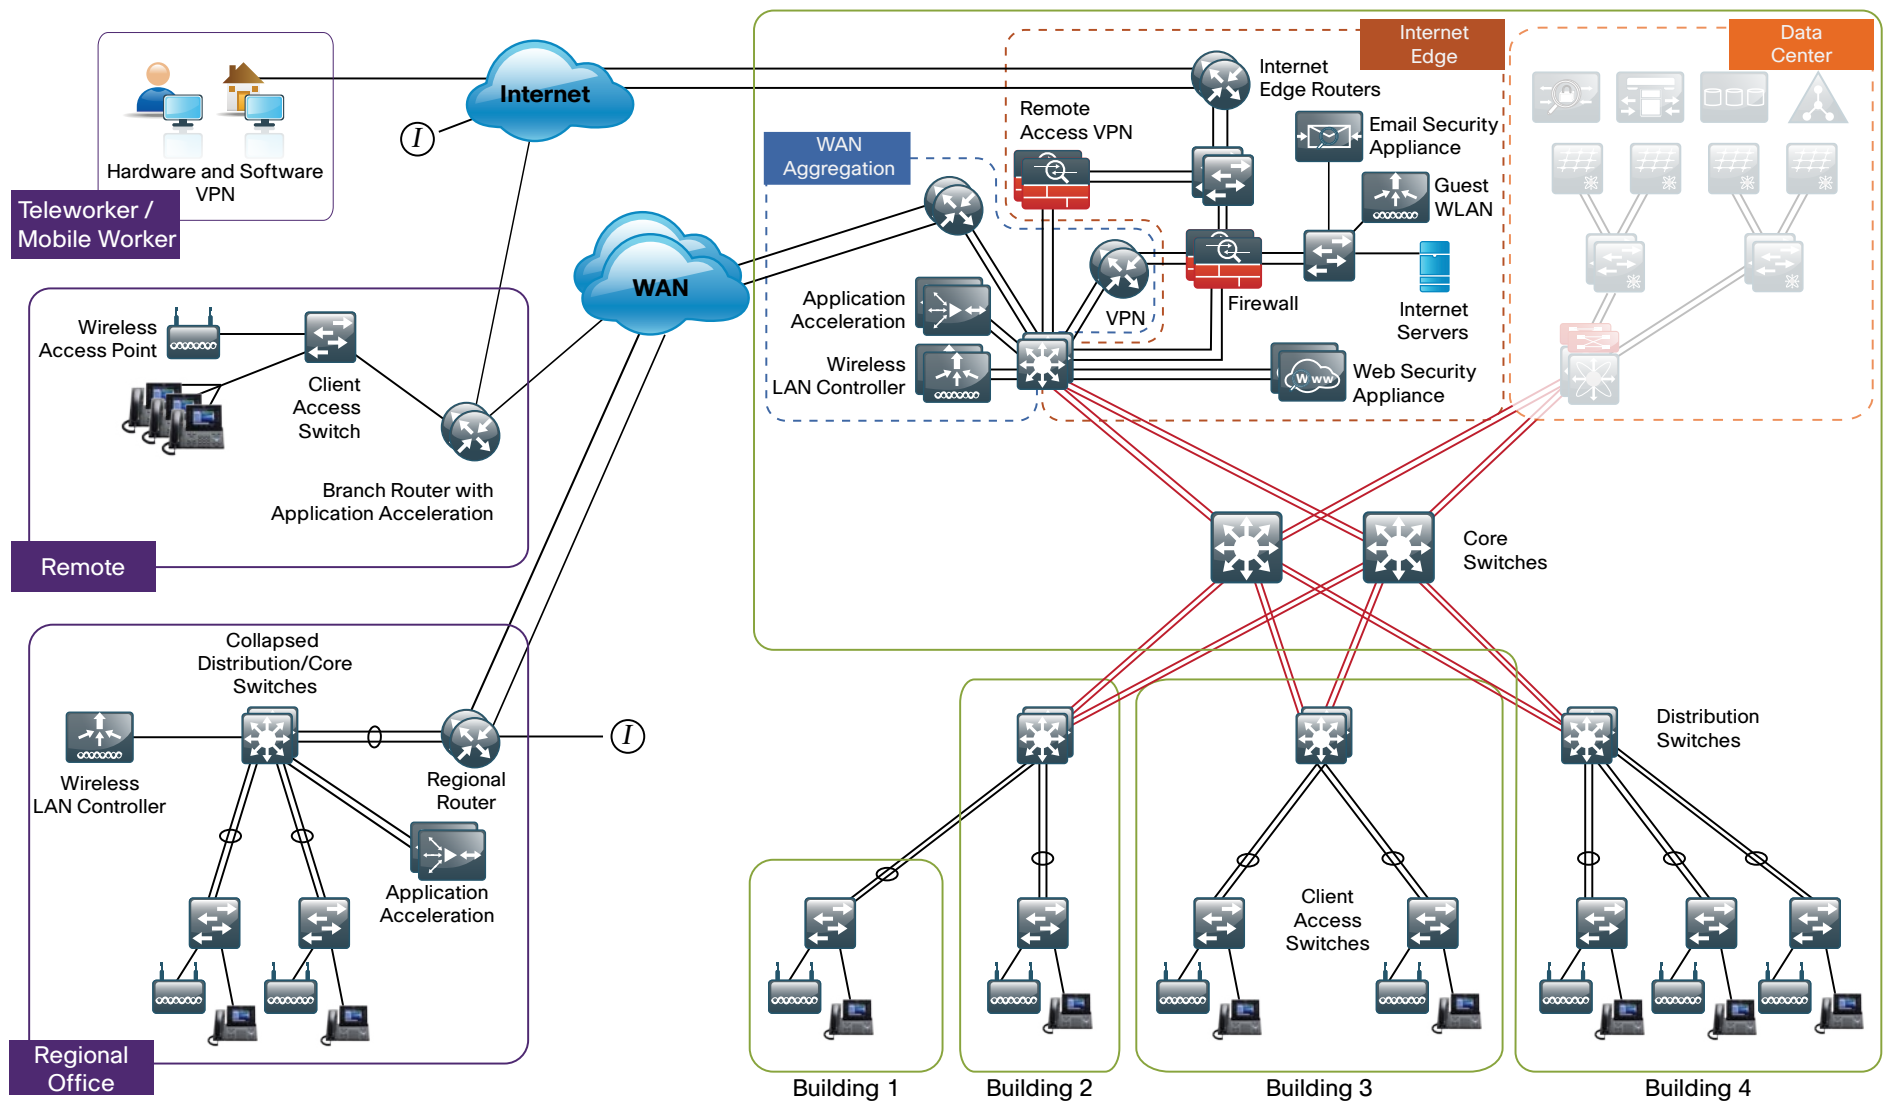 Internet
Edge
Data
Center
Internet
Internet
Edge Routers
Remote
Access VPN
Email Security
Appliance
WAN
Aggregation
Guest
WLAN
Hardware and Software
VPN
Teleworker /
Mobile Worker
I
WAN
Application
Acceleration
VPN
Firewall
Internet
Servers
Wireless
Access Point
Client
Access
Switch
Wireless
LAN Controller
W ww
Web Security
Appliance
Branch Router with
Application Acceleration
Remote
Core
Switches
Collapsed
Distribution/Core
Switches
I
Wireless
LAN Controller
Regional
Router
Distribution
Switches
Application
Acceleration
Client
Access
Switches
Regional
Office
Building 1
Building 2
Building 3
Building 4